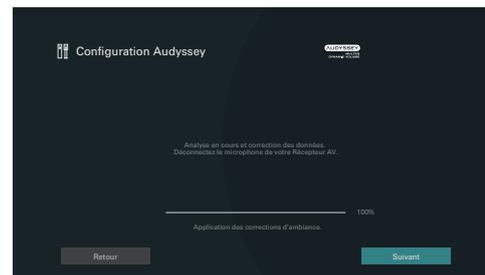 Configuration Audyssey
AUDYSSEY
Analyse en cours et correction des données.
Déconnectez le microphone de votre Récepteur AV.
100%
Application des corrections d'ambiance.
Retour
Suivant